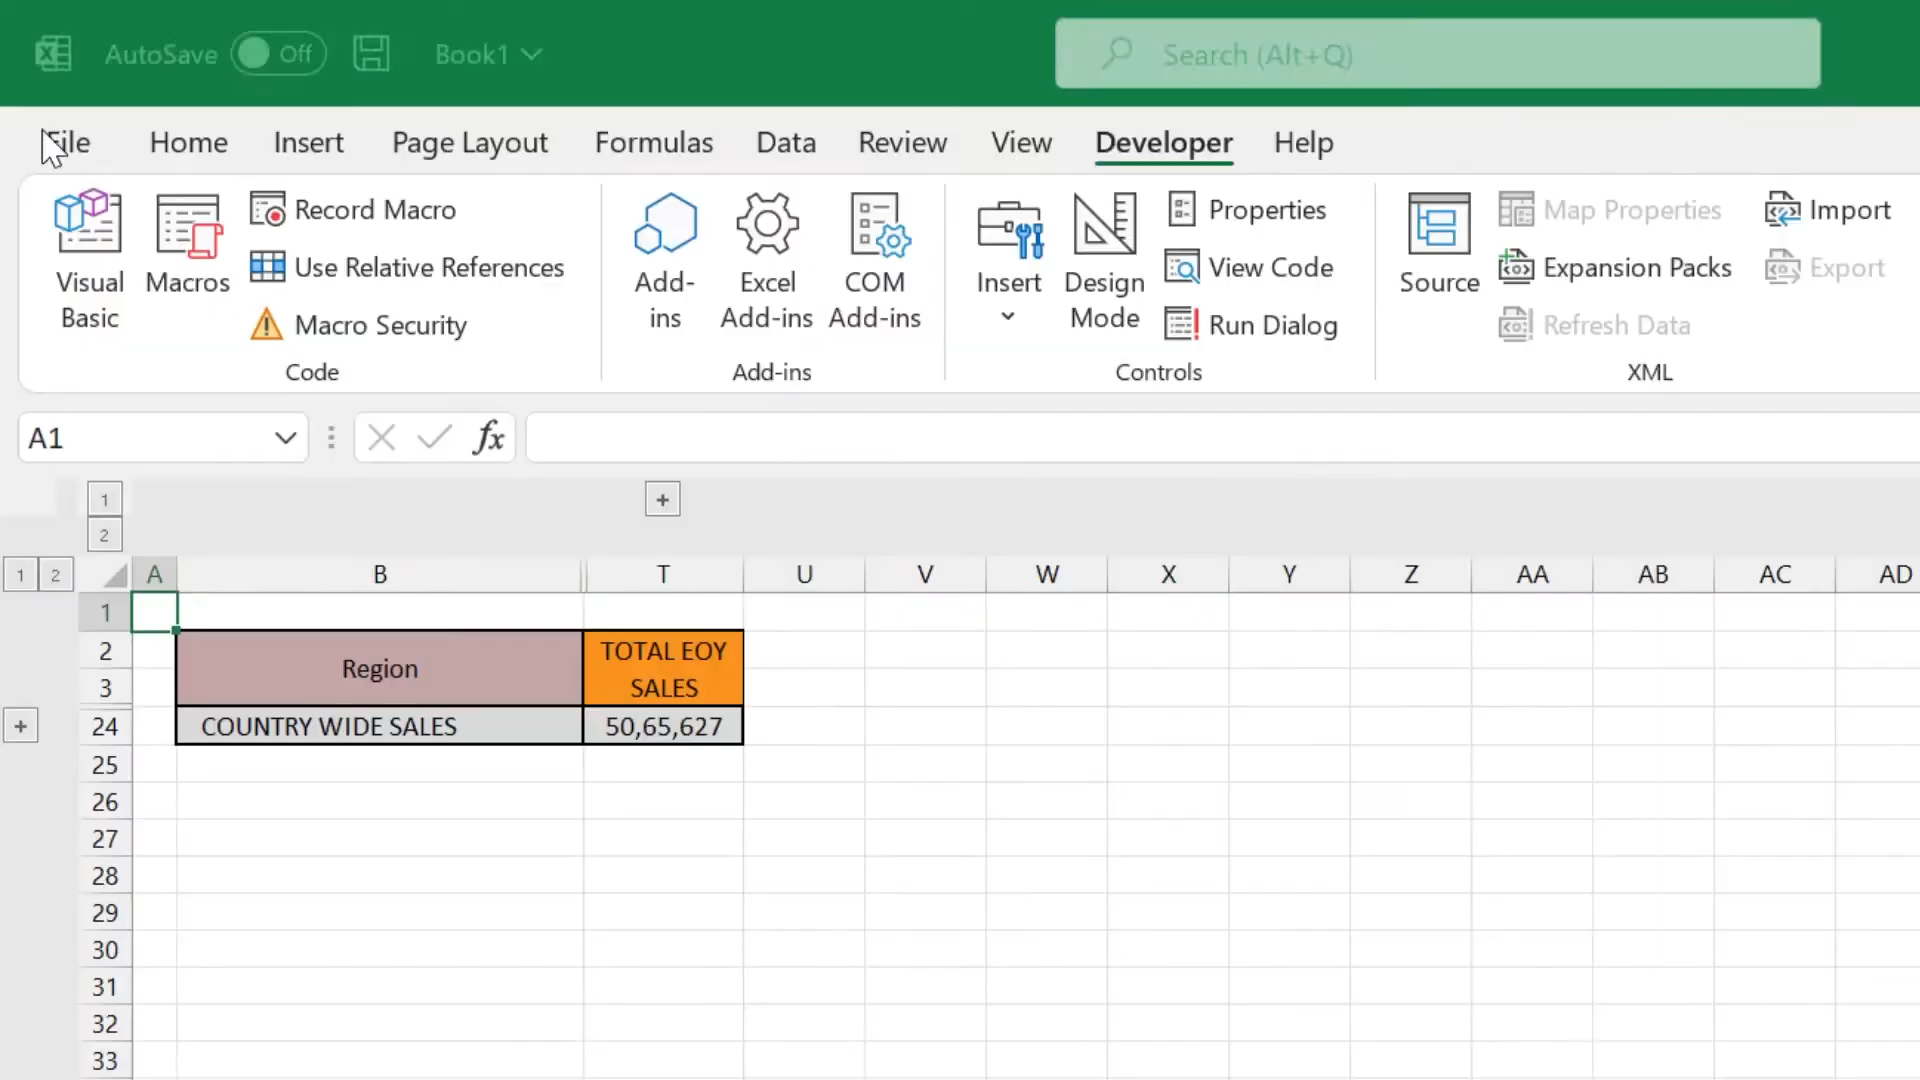 AutoSave Off Book1 Search (Alt+Q)
File Home Insert Page Layout Formulas Data Review View Developer Help
Visual Basic
Macros
Record Macro
Use Relative References
Macro Security
Code
Add-ins
Excel Add-ins
COM Add-ins
Add-ins
Insert
Design Mode
Properties
View Code
Run Dialog
Controls
Source
Map Properties
Expansion Packs
Refresh Data
Import
Export
XML
A1 fx
1
2
1 2 A B T U V W X Y Z AA AB AC AD
1
2 Region TOTAL EOY
3 SALES
24 COUNTRY WIDE SALES 50,65,627
25
26
27
28
29
30
31
32
33